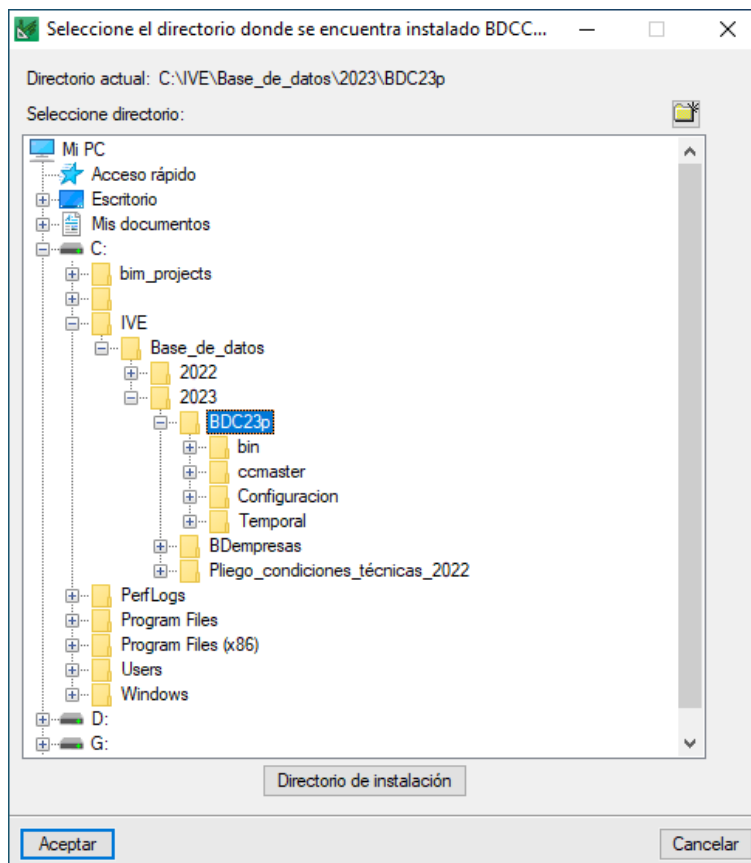 Seleccione el directorio donde se encuentra instalado BDCC...
Directorio actual: C:\IVE\Base_de_datos\2023\BDC23p
Seleccione directorio:
Mi PC
Acceso rápido
Escritorio
Mis documentos
C:
bim_projects
IVE
Base_de_datos
2022
2023
BDC23p
bin
ccmaster
Configuracion
Temporal
BDempresas
Pliego_condiciones_técnicas_2022
PerfLogs
Program Files
Program Files (x86)
Users
Windows
D:
G:
Directorio de instalación
Aceptar Cancelar